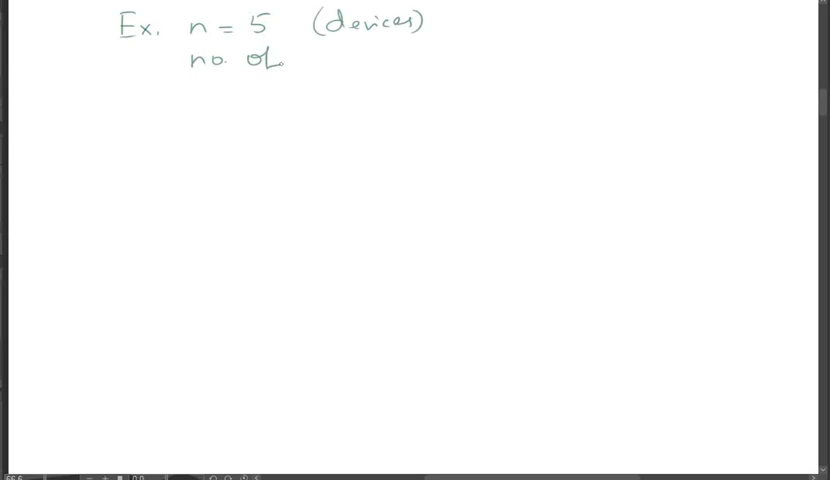 Ex. n = 5 (devices)
no. of